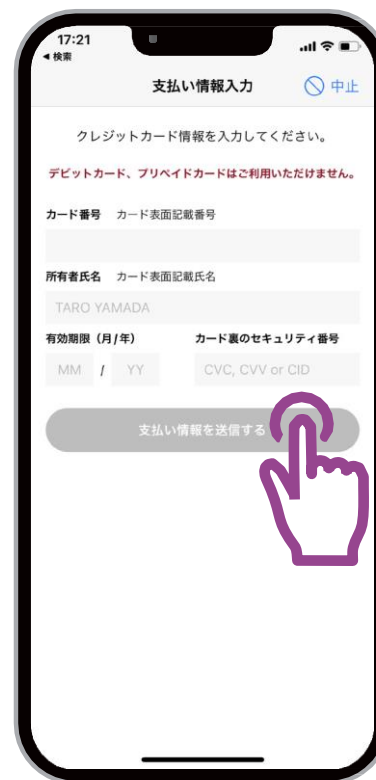 17:21
◀ 検索
支払い情報入力
中止
クレジットカード情報を入力してください。
デビットカード、プリペイドカードはご利用いただけません。
カード番号 カード表面記載番号
所有者氏名 カード表面記載氏名
TARO YAMADA
有効期限（月/年） カード裏のセキュリティ番号
MM / YY CVC, CVV or CID
支払い情報を送信する